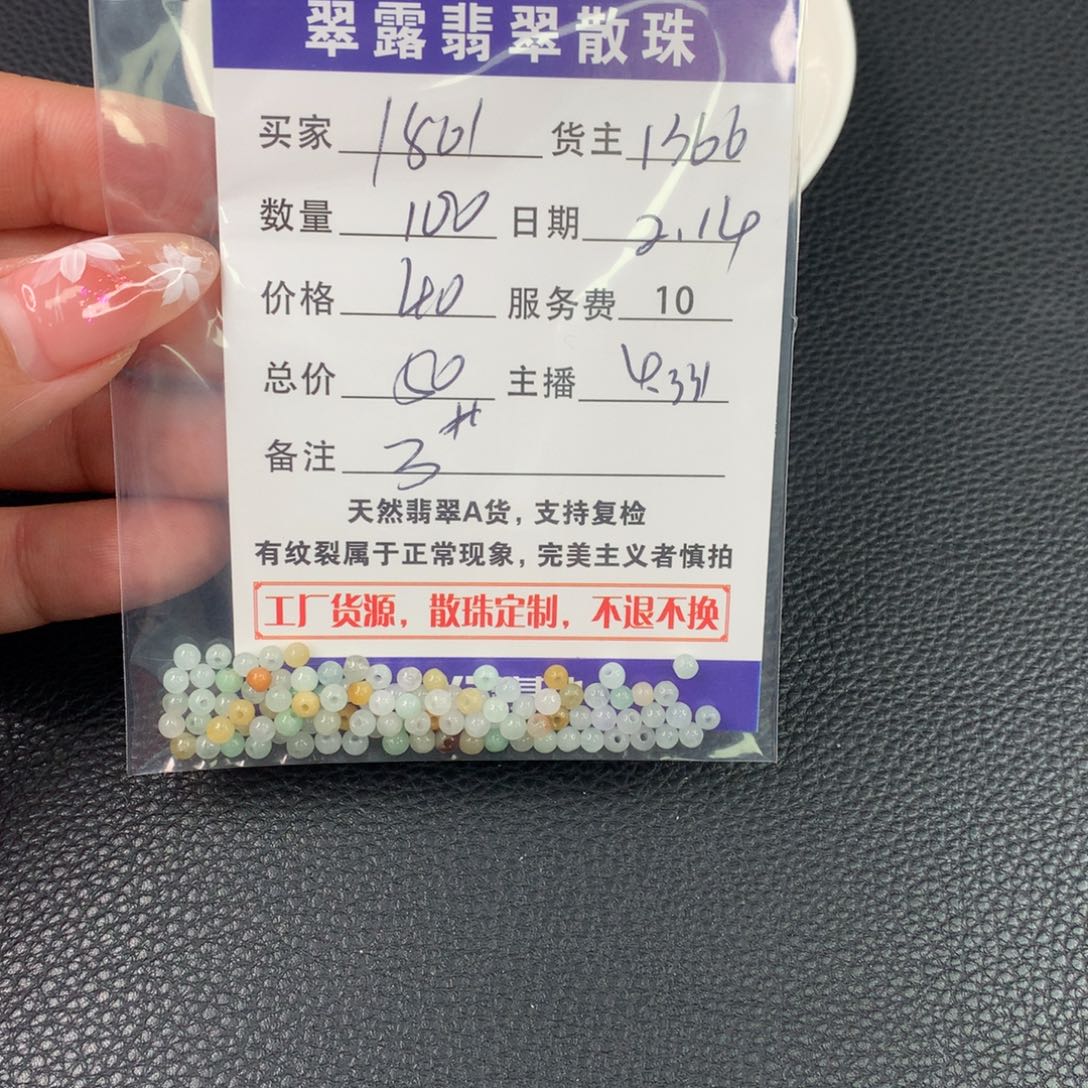 翠露翡翠散珠
买家 1801 货主 1366
数量 100 日期 2.14
价格 40 服务费 10
总价 50 主播
备注 3#
天然翡翠A货，支持复检
有纹裂属于正常现象，完美主义者慎拍
工厂货源，散珠定制，不退不换